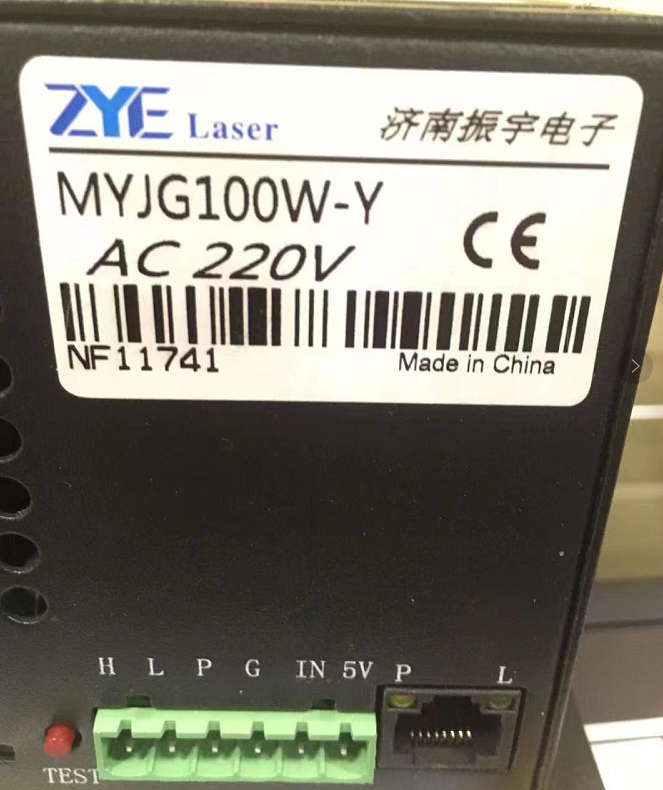 ZYE Laser 济南振宇电子
MYJG100W-Y
AC 220V
CE
NF11741 Made in China
H L P G IN 5V P L
TEST